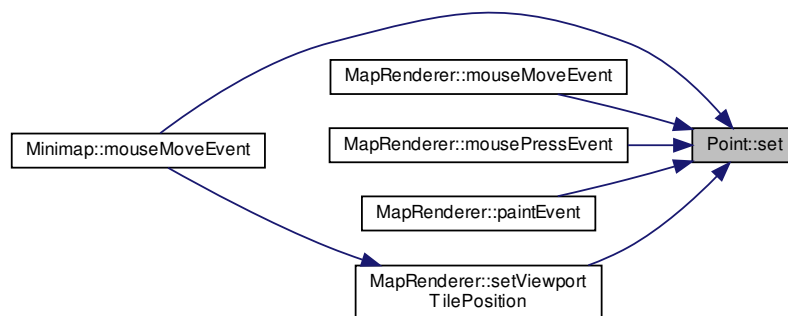 MapRenderer::mouseMoveEvent
Minimap::mouseMoveEvent
MapRenderer::mousePressEvent
Point::set
MapRenderer::paintEvent
MapRenderer::setViewport
TilePosition